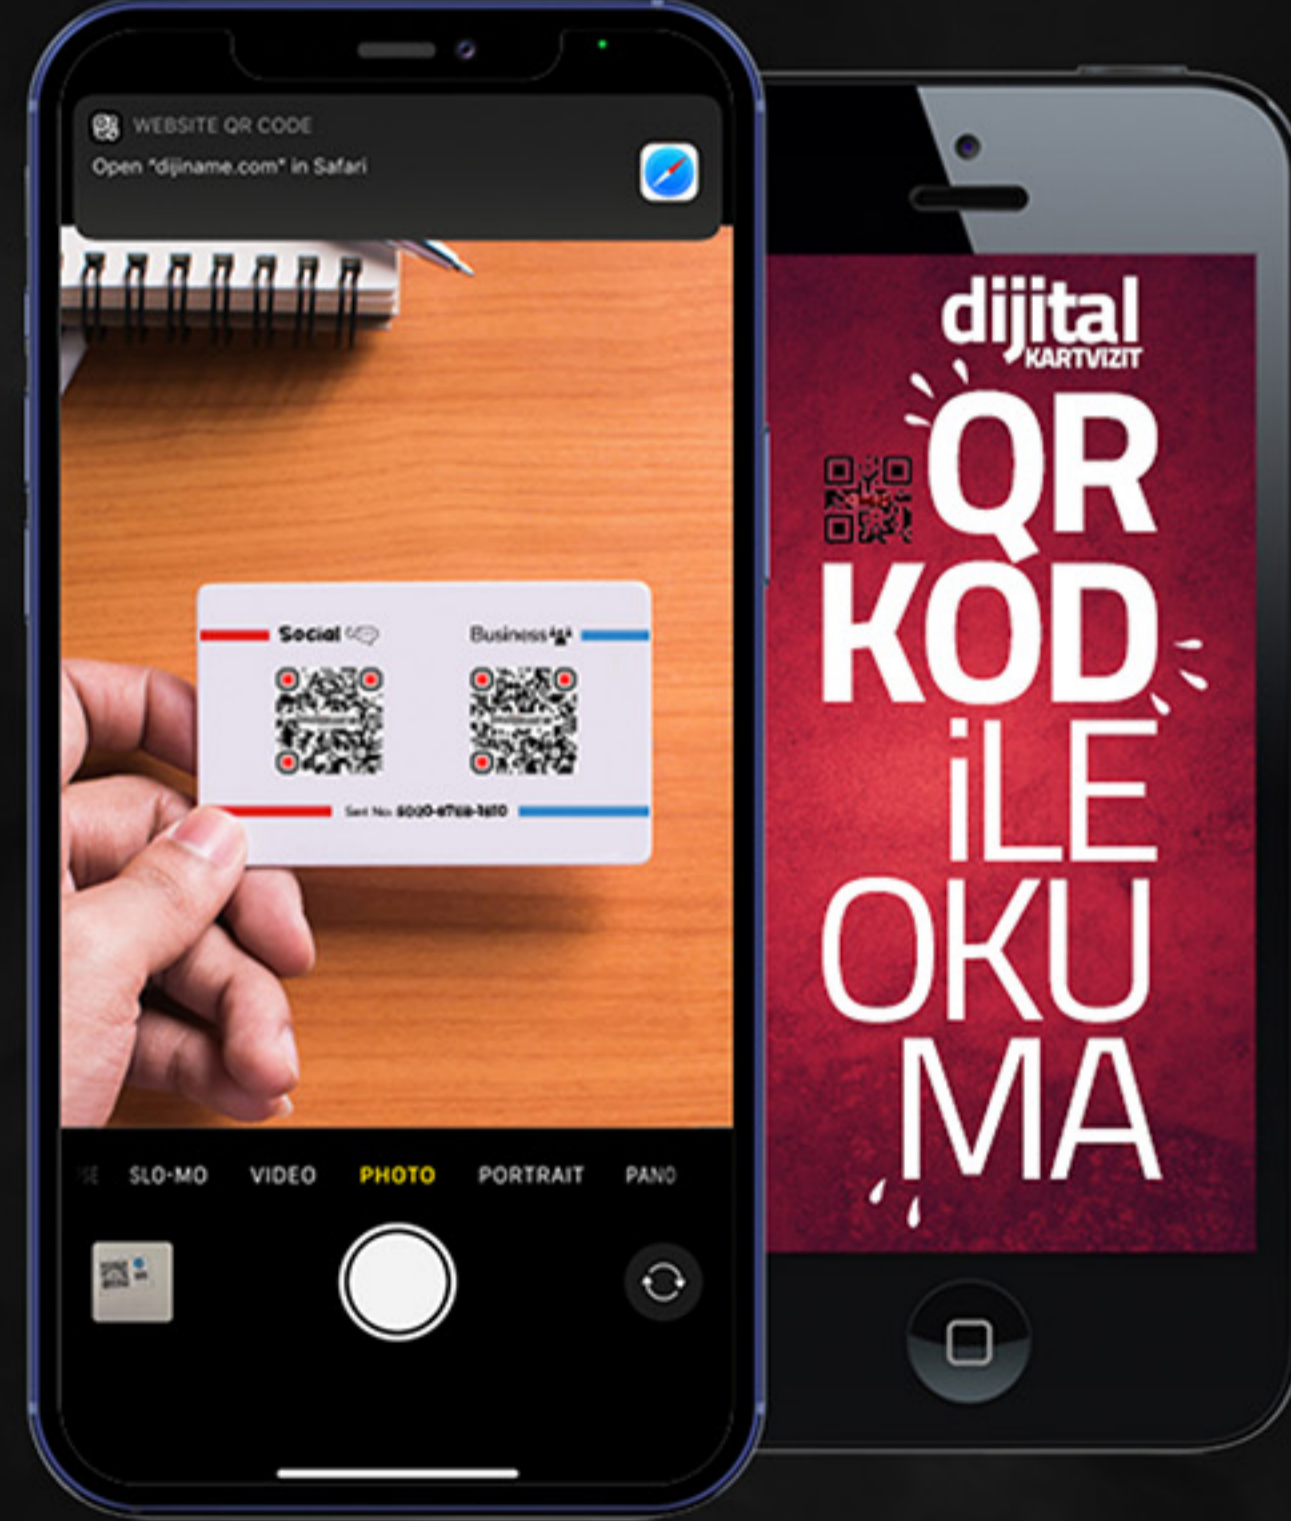 WEBSITE QR CODE
Open "dijiname.com" in Safari
Social
Business
SLO-MO VIDEO PHOTO PORTRAIT PANO
dijital
KARTVIZIT
QR
KOD
iLE
OKU
MA